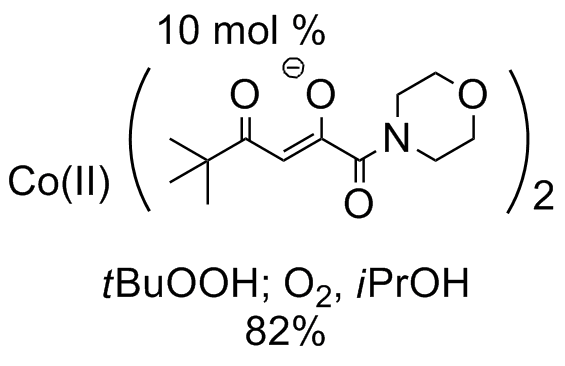 10 mol %
⊖
O O O
N
Co(II) ( )2
O
tBuOOH; O2, iPrOH
82%